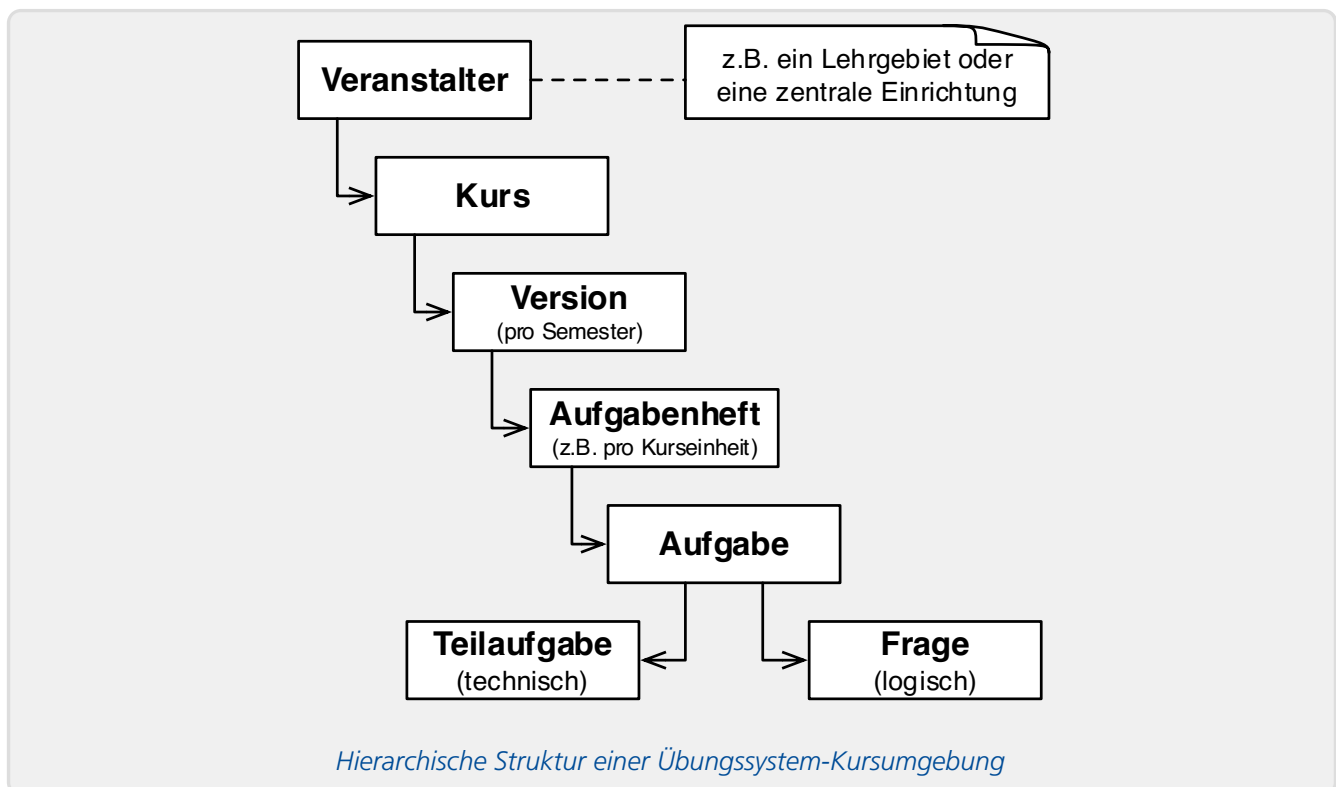 Veranstalter
z.B. ein Lehrgebiet oder
eine zentrale Einrichtung
Kurs
Version
(pro Semester)
Aufgabenheft
(z.B. pro Kurseinheit)
Aufgabe
Teilaufgabe
(technisch)
Frage
(logisch)
Hierarchische Struktur einer Übungssystem-Kursumgebung